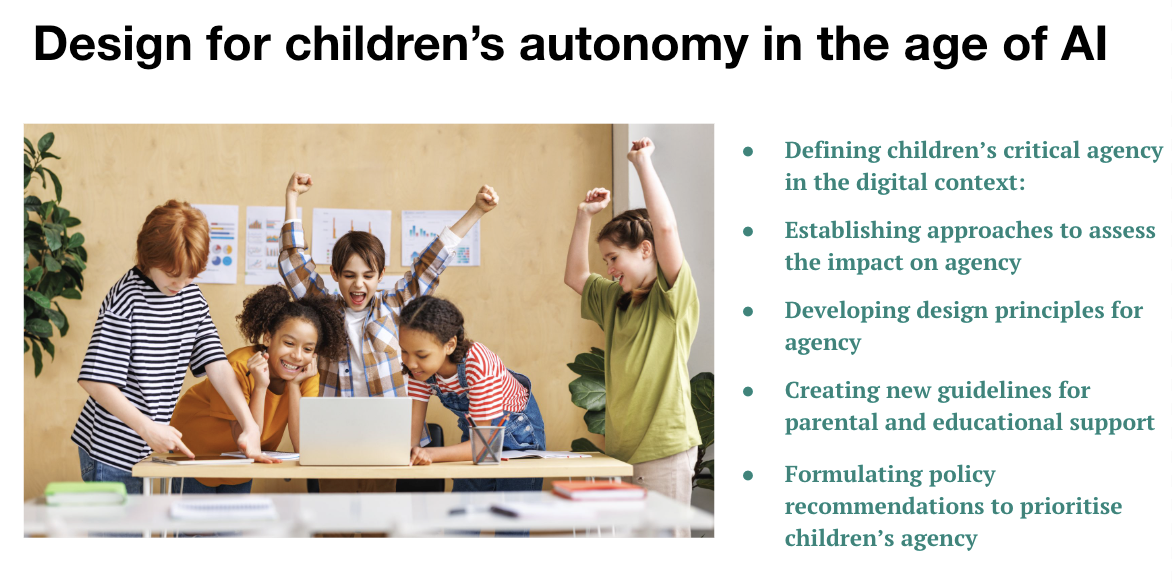 Design for children’s autonomy in the age of AI
● Defining children’s critical agency
in the digital context:
● Establishing approaches to assess
the impact on agency
● Developing design principles for
agency
● Creating new guidelines for
parental and educational support
● Formulating policy
recommendations to prioritise
children’s agency